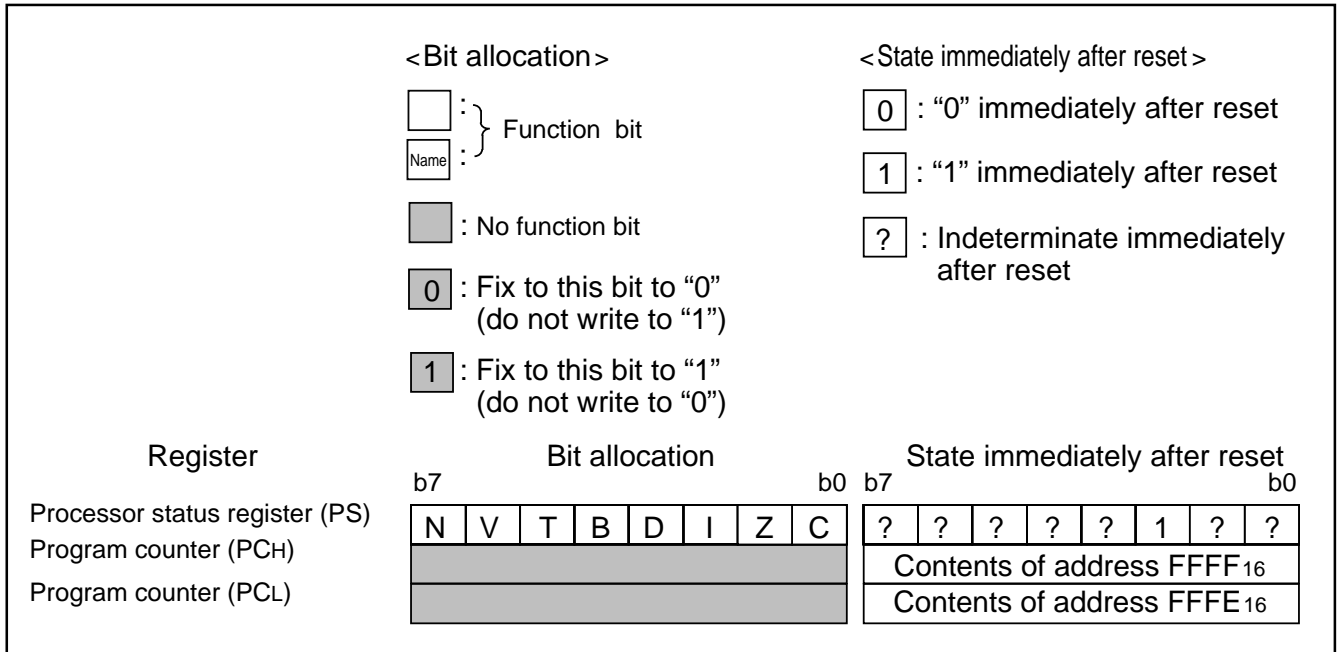 <Bit allocation>
:
Name :
Function bit
: No function bit
0 : Fix to this bit to “0”
(do not write to “1”)
1 : Fix to this bit to “1”
(do not write to “0”)
<State immediately after reset>
0 : “0” immediately after reset
1 : “1” immediately after reset
? : Indeterminate immediately
after reset
Register Bit allocation State immediately after reset
b7 b0 b7 b0
Processor status register (PS) N V T B D I Z C ? ? ? ? ? 1 ? ?
Program counter (PCH) Contents of address FFFF16
Program counter (PCL) Contents of address FFFE16